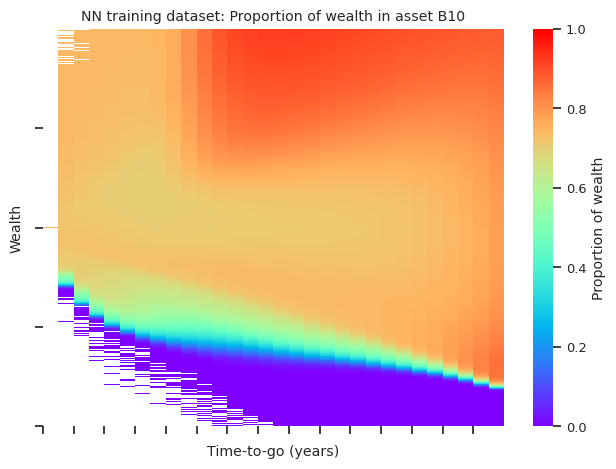 NN training dataset: Proportion of wealth in asset B10
Wealth
Time-to-go (years)
1.0
0.8
0.6
0.4
0.2
0.0
Proportion of wealth